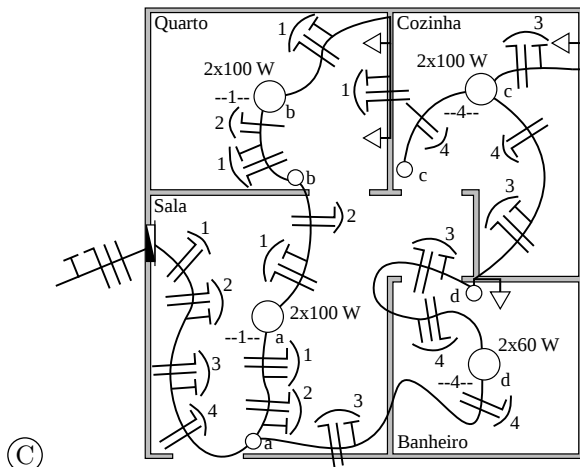 Quarto
1
Cozinha
3
2x100 W
2x100 W
--1--
b
1
c
--4--
2
4
4
1
b
c
Sala
1
2
3
3
1
2
d
2x100 W
--1--
a
2x60 W
4
1
3
--4--
d
2
3
4
4
a
Banheiro
C